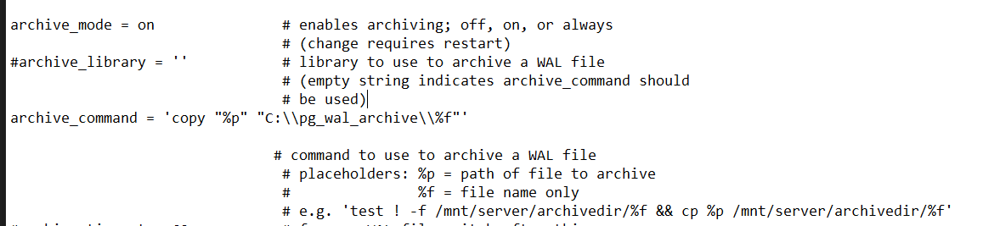 archive_mode = on # enables archiving; off, on, or always
# (change requires restart)
#archive_library = '' # library to use to archive a WAL file
# (empty string indicates archive_command should
# be used)
archive_command = 'copy "%p" "C:\\pg_wal_archive\\%f"'
# command to use to archive a WAL file
# placeholders: %p = path of file to archive
# %f = file name only
# e.g. 'test ! -f /mnt/server/archivedir/%f && cp %p /mnt/server/archivedir/%f'